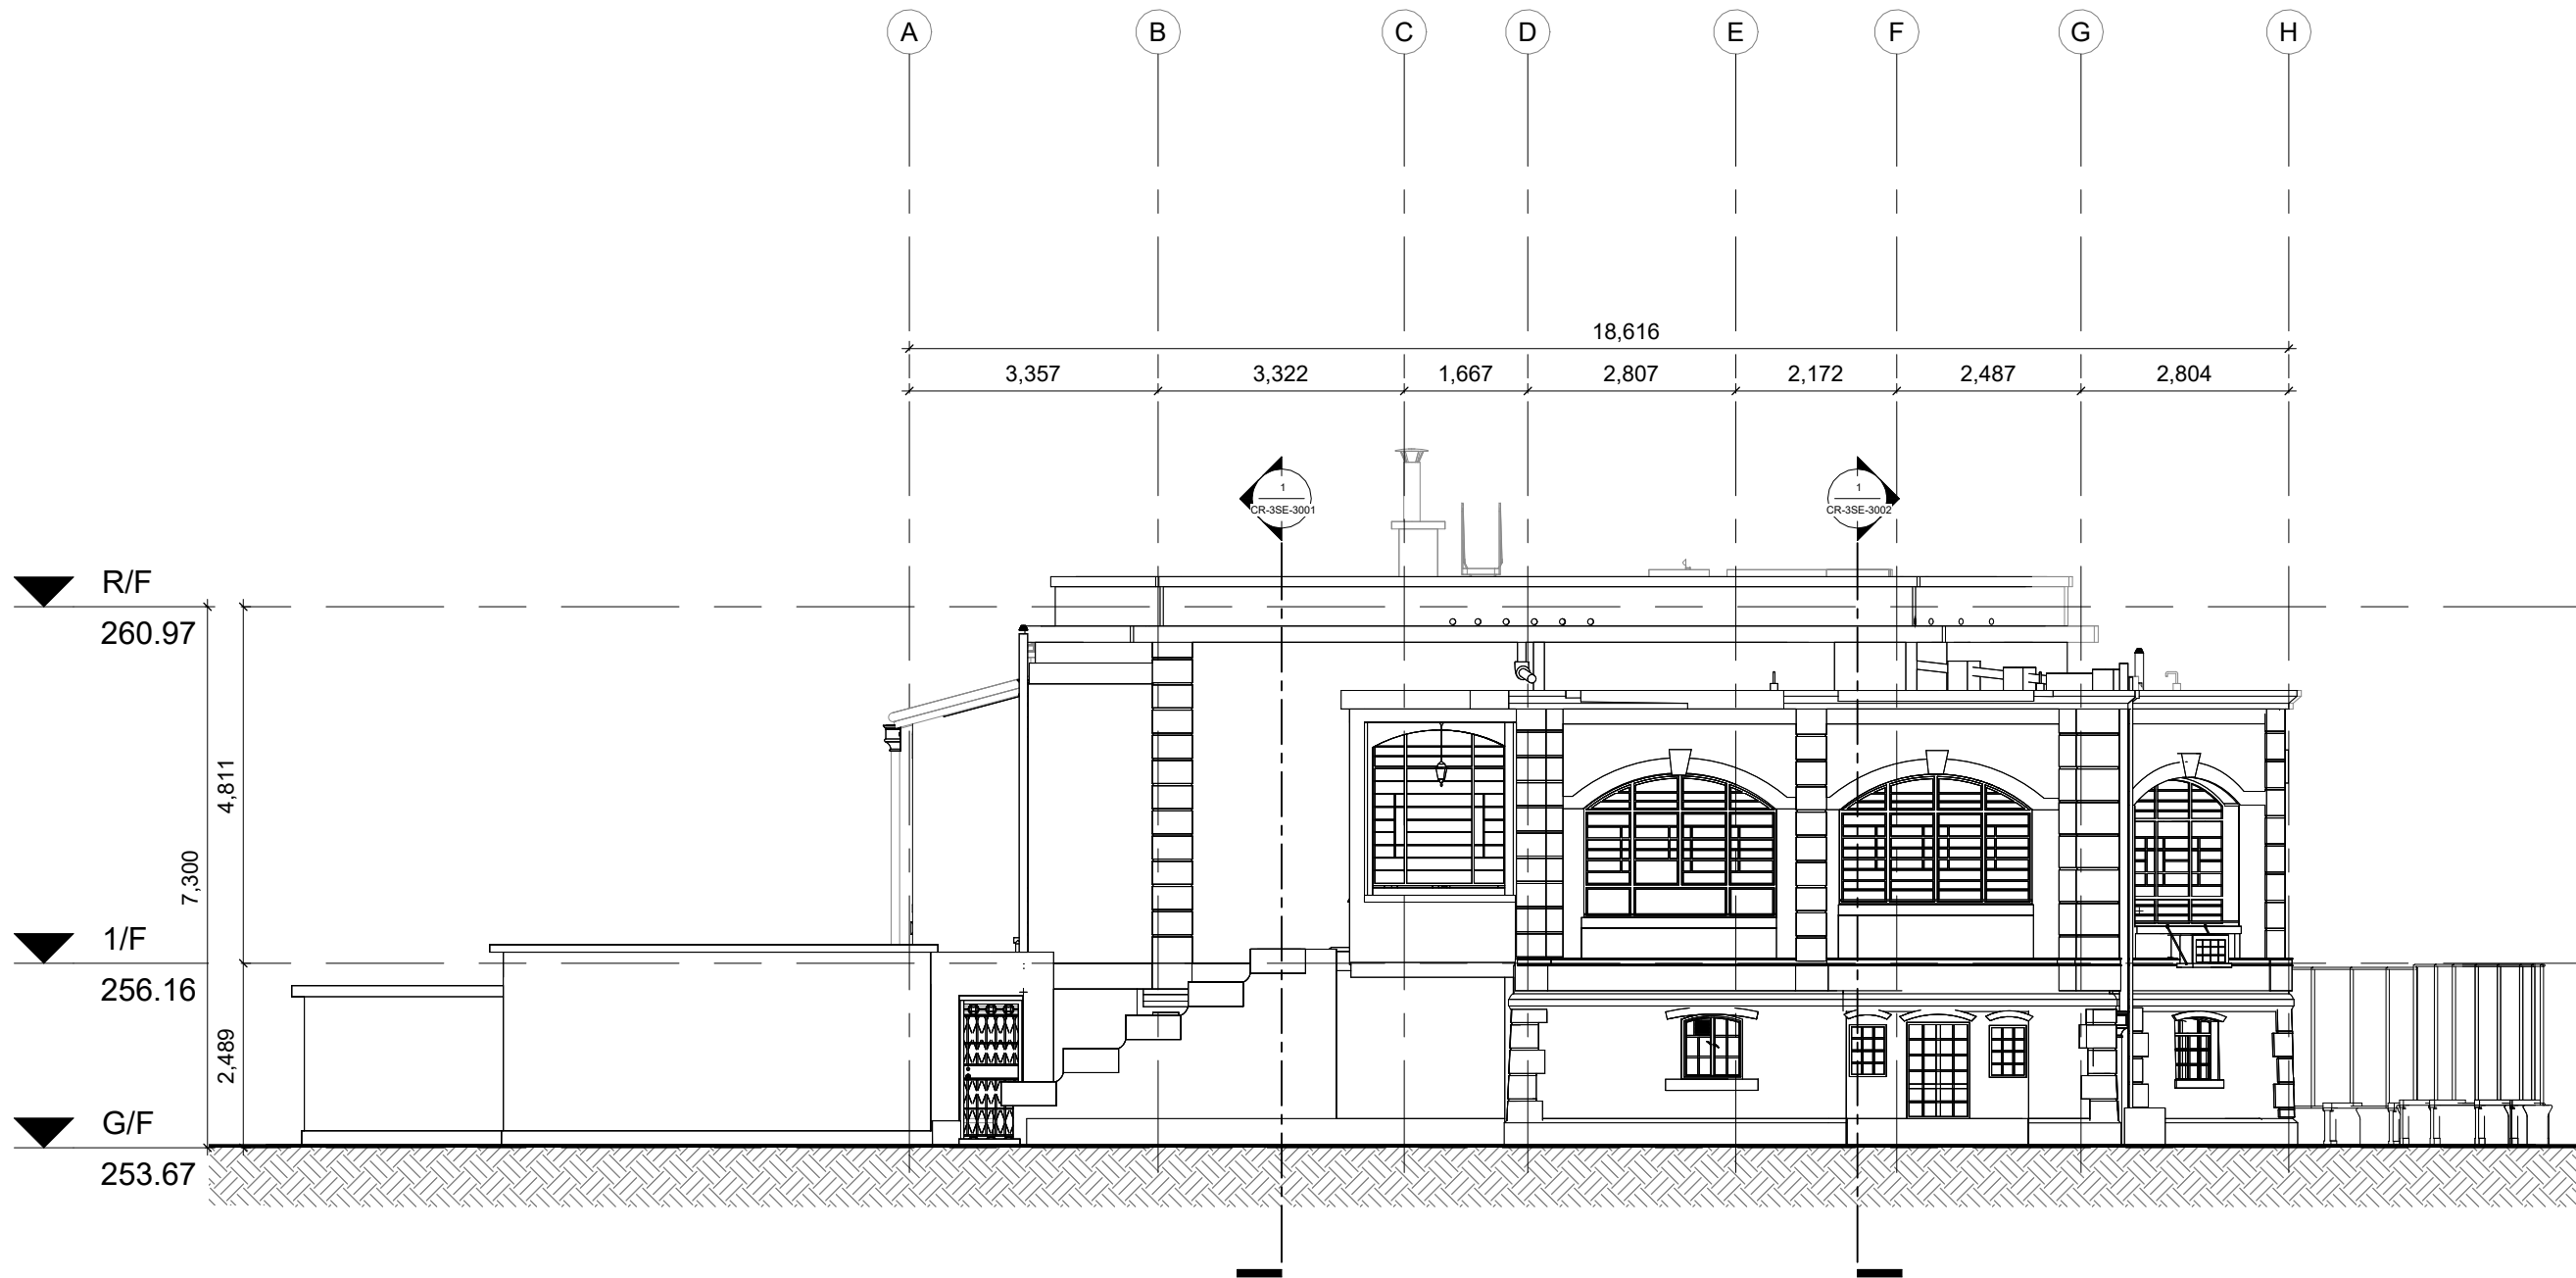 A B C D E F G H
18,616
3,357 3,322 1,667 2,807 2,172 2,487 2,804
1 1
CR-3SE-3001 CR-3SE-3002
R/F
260.97
4,811
7,300
1/F
256.16
2,489
G/F
253.67